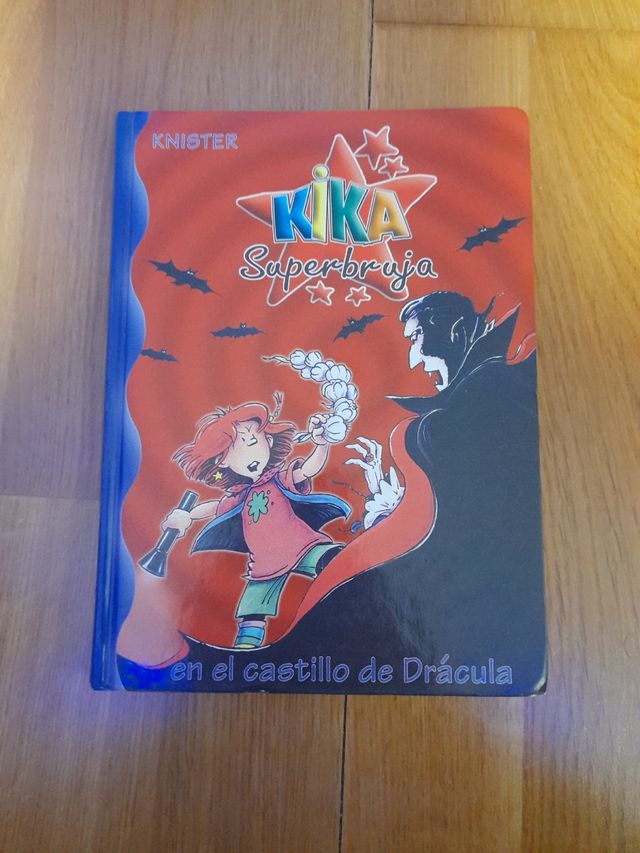 KNISTER
KIKA
Superbruja
en el castillo de Drácula